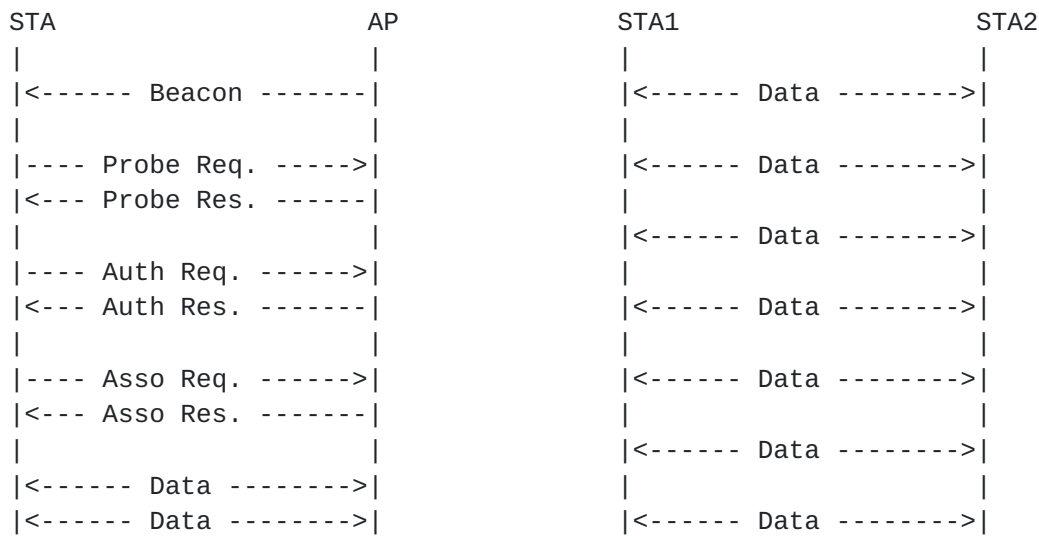 STA                    AP              STA1                   STA2
|                      |               |                      |
|<------ Beacon -------|               |<------ Data -------->|
|                      |               |                      |
|---- Probe Req. ----->|               |<------ Data -------->|
|<--- Probe Res. ------|               |                      |
|                      |               |<------ Data -------->|
|---- Auth Req. ------>|               |                      |
|<--- Auth Res. -------|               |<------ Data -------->|
|                      |               |                      |
|---- Asso Req. ------>|               |<------ Data -------->|
|<--- Asso Res. -------|               |                      |
|                      |               |<------ Data -------->|
|<------ Data -------->|               |                      |
|<------ Data -------->|               |<------ Data -------->|